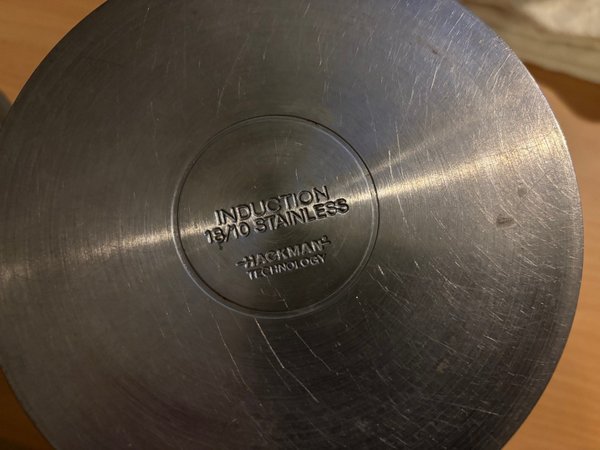 INDUCTION
18/10 STAINLESS
HACKMAN
TECHNOLOGY